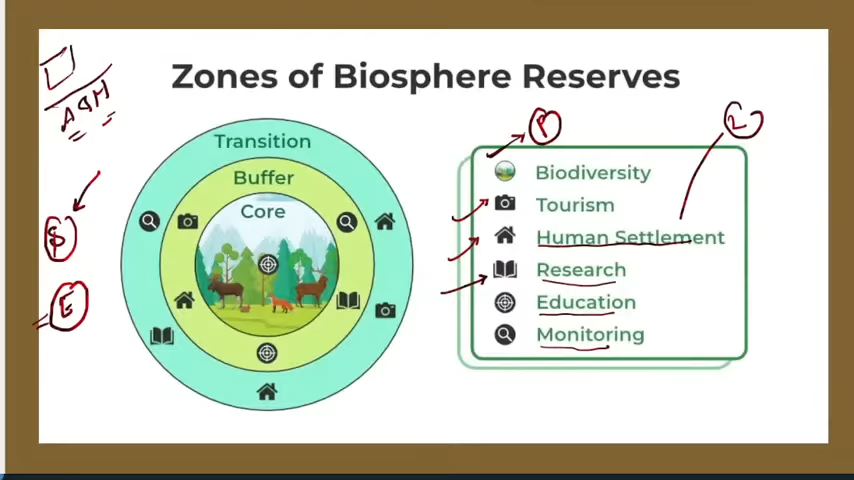 Zones of Biosphere Reserves
Transition
Buffer
Core
Biodiversity
Tourism
Human Settlement
Research
Education
Monitoring
P
$
E